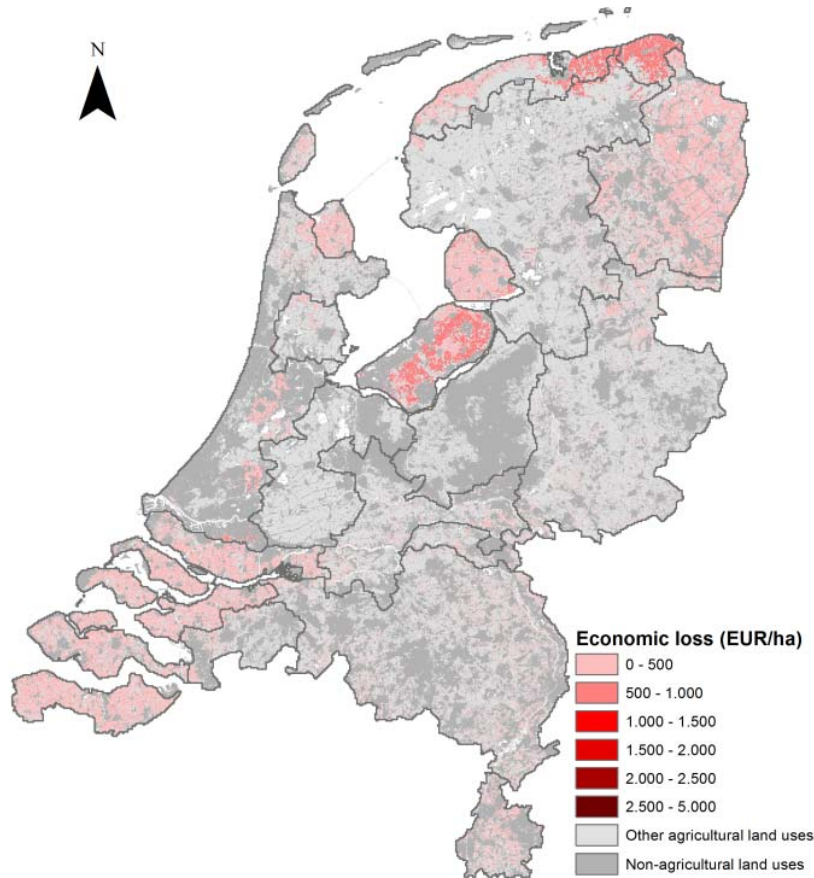 N
Economic loss (EUR/ha)
0 - 500
500 - 1.000
1.000 - 1.500
1.500 - 2.000
2.000 - 2.500
2.500 - 5.000
Other agricultural land uses
Non-agricultural land uses